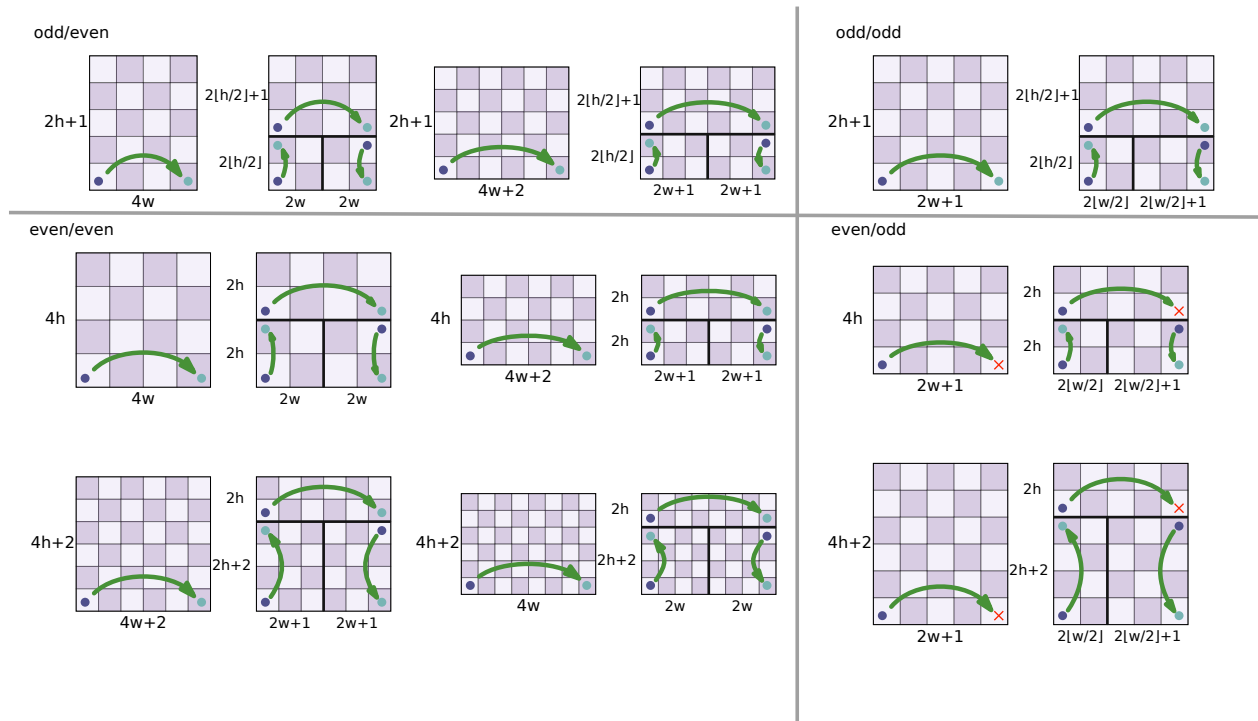 odd/even
2h+1
4w
2⌊h/2⌋+1
2⌊h/2⌋
2w 2w
2h+1
4w+2
2⌊h/2⌋+1
2⌊h/2⌋
2w+1 2w+1
odd/odd
2h+1
2w+1
2⌊h/2⌋+1
2⌊h/2⌋
2⌊w/2⌋ 2⌊w/2⌋+1
even/even
4h
4w
2h
2h
2w 2w
4h
4w+2
2h
2h
2w+1 2w+1
4h+2
4w+2
2h
2h+2
2w+1 2w+1
4h+2
4w
2h
2h+2
2w 2w
even/odd
4h
2w+1
2h
2h
2⌊w/2⌋ 2⌊w/2⌋+1
4h+2
2w+1
2h
2h+2
2⌊w/2⌋ 2⌊w/2⌋+1